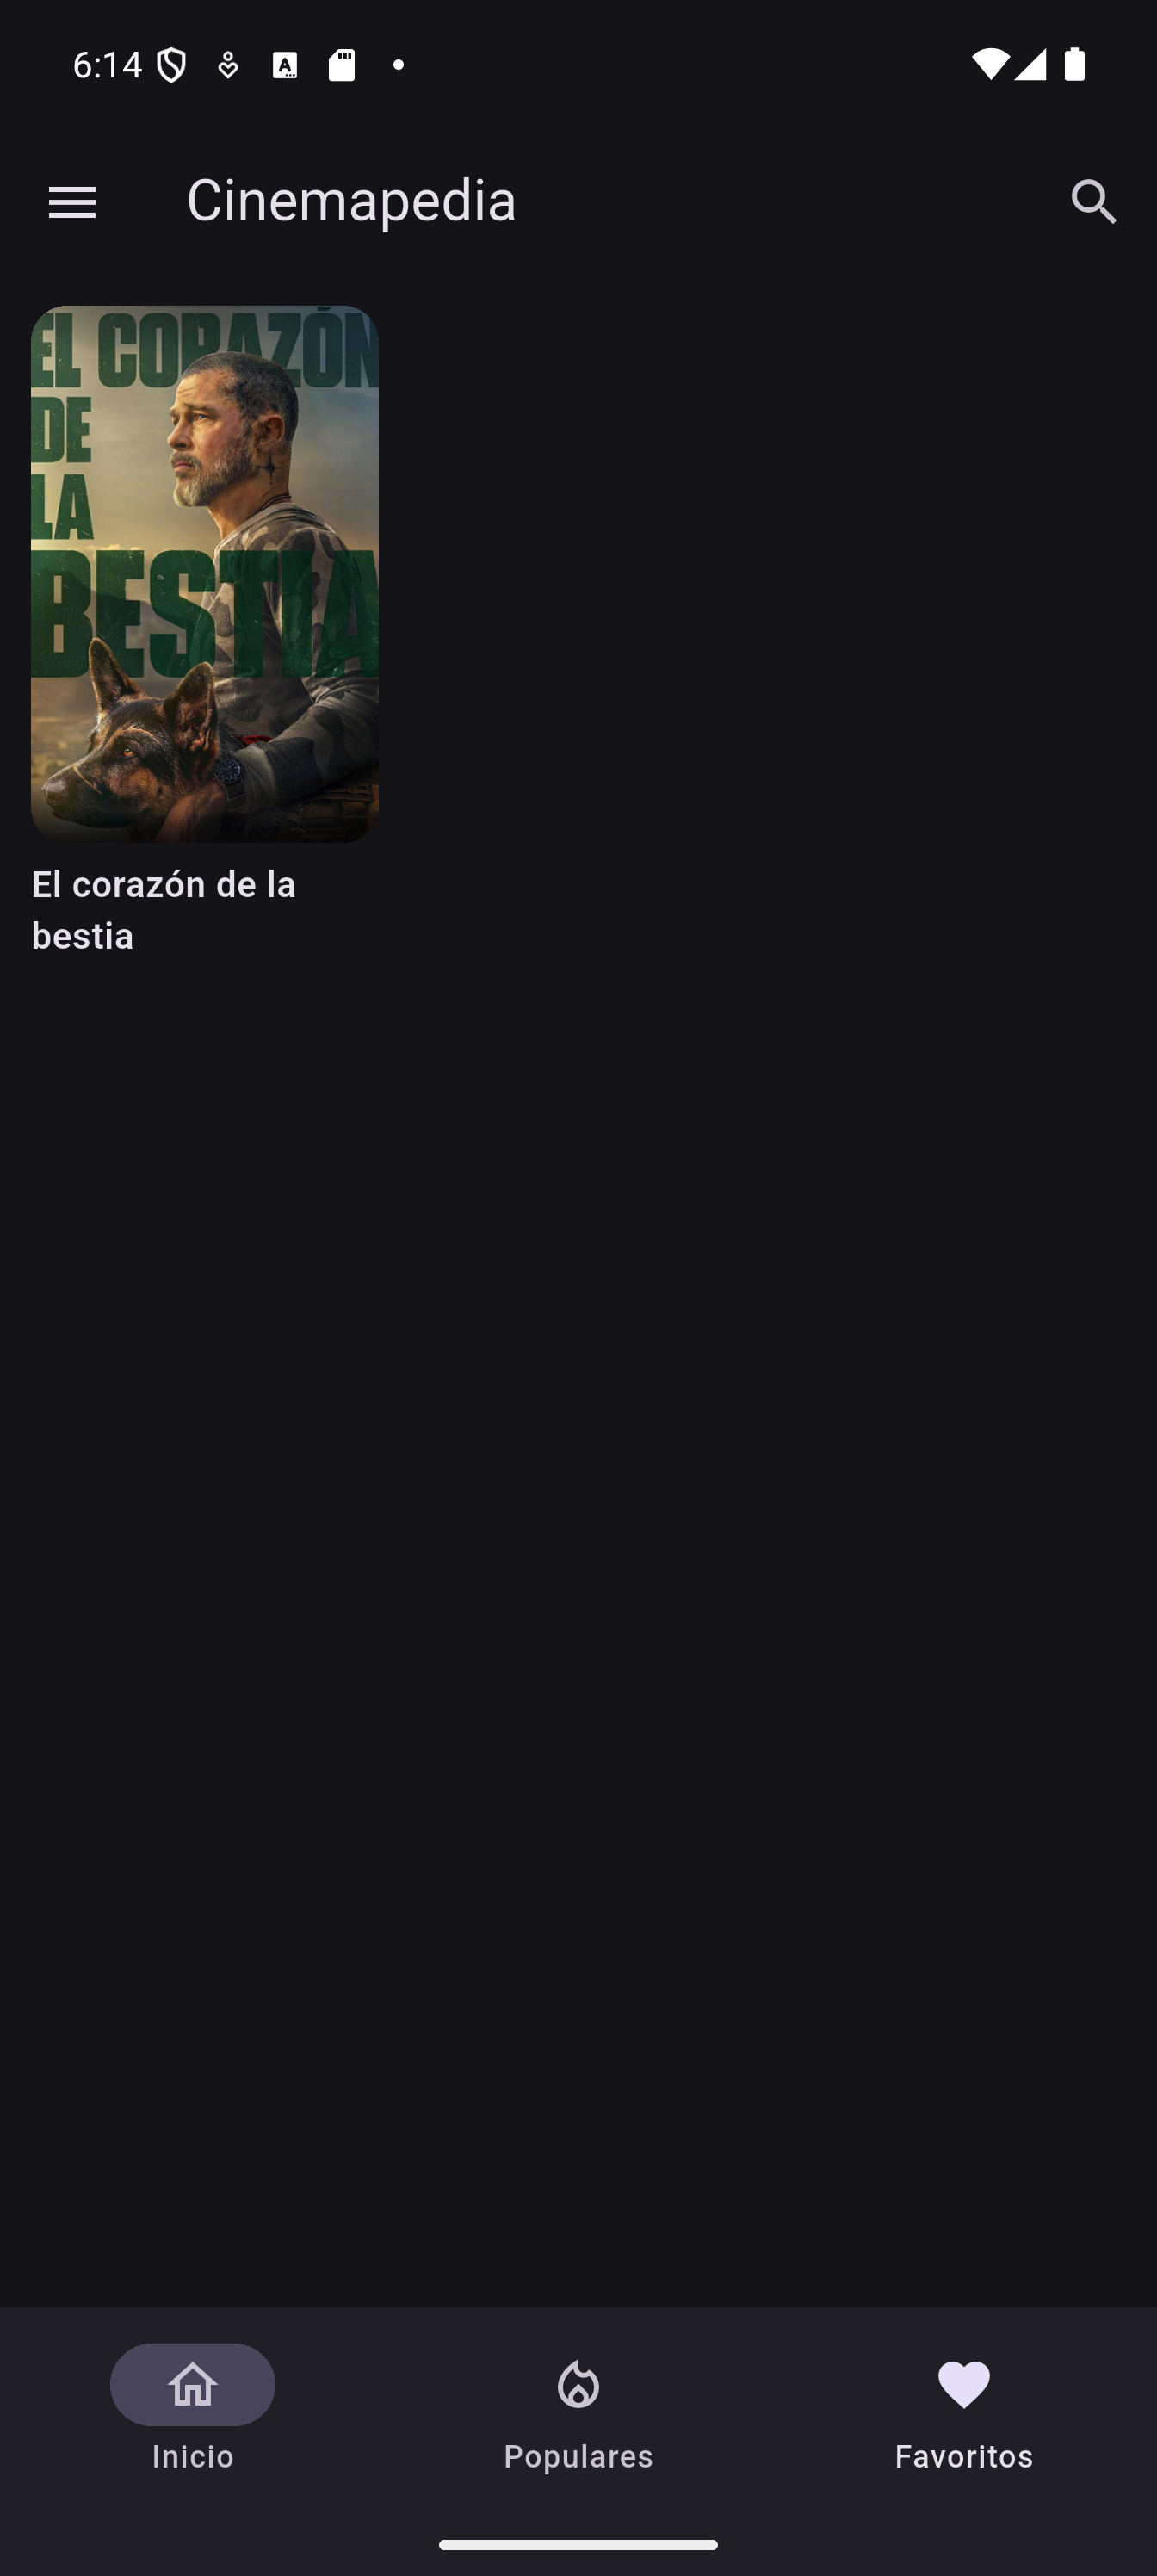 6:14
Cinemapedia
EL CORAZÓN
DE
LA
BESTIA
El corazón de la
bestia
Inicio
Populares
Favoritos